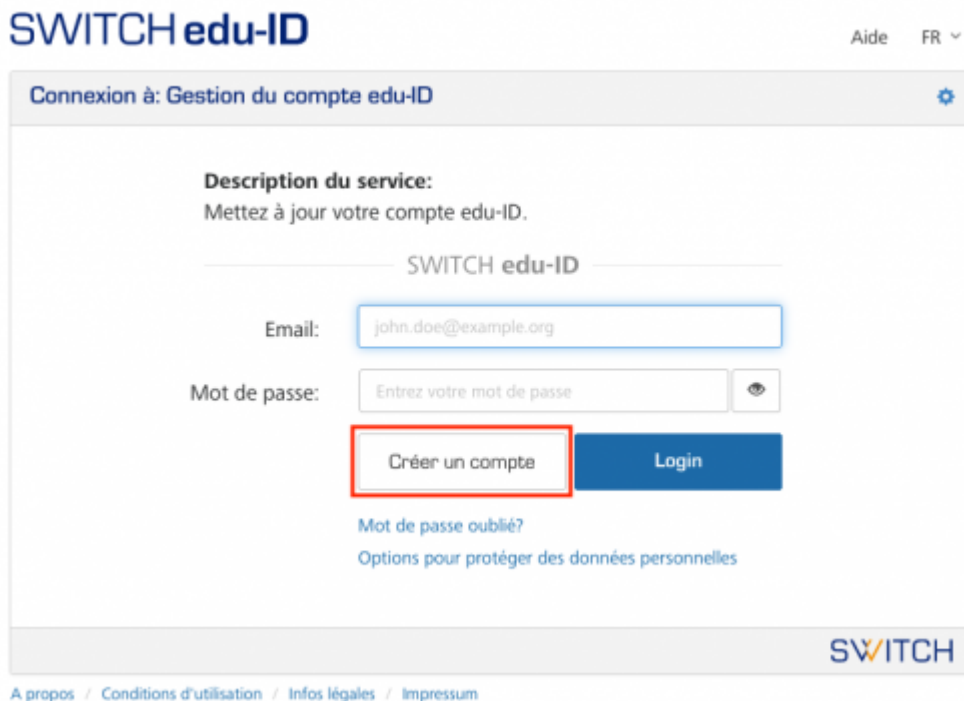 SWITCH edu-ID
Aide FR
Connexion à: Gestion du compte edu-ID
Description du service:
Mettez à jour votre compte edu-ID.
SWITCH edu-ID
Email: john.doe@example.org
Mot de passe: Entrez votre mot de passe
Créer un compte Login
Mot de passe oublié?
Options pour protéger des données personnelles
SWITCH
A propos / Conditions d'utilisation / Infos légales / Impressum